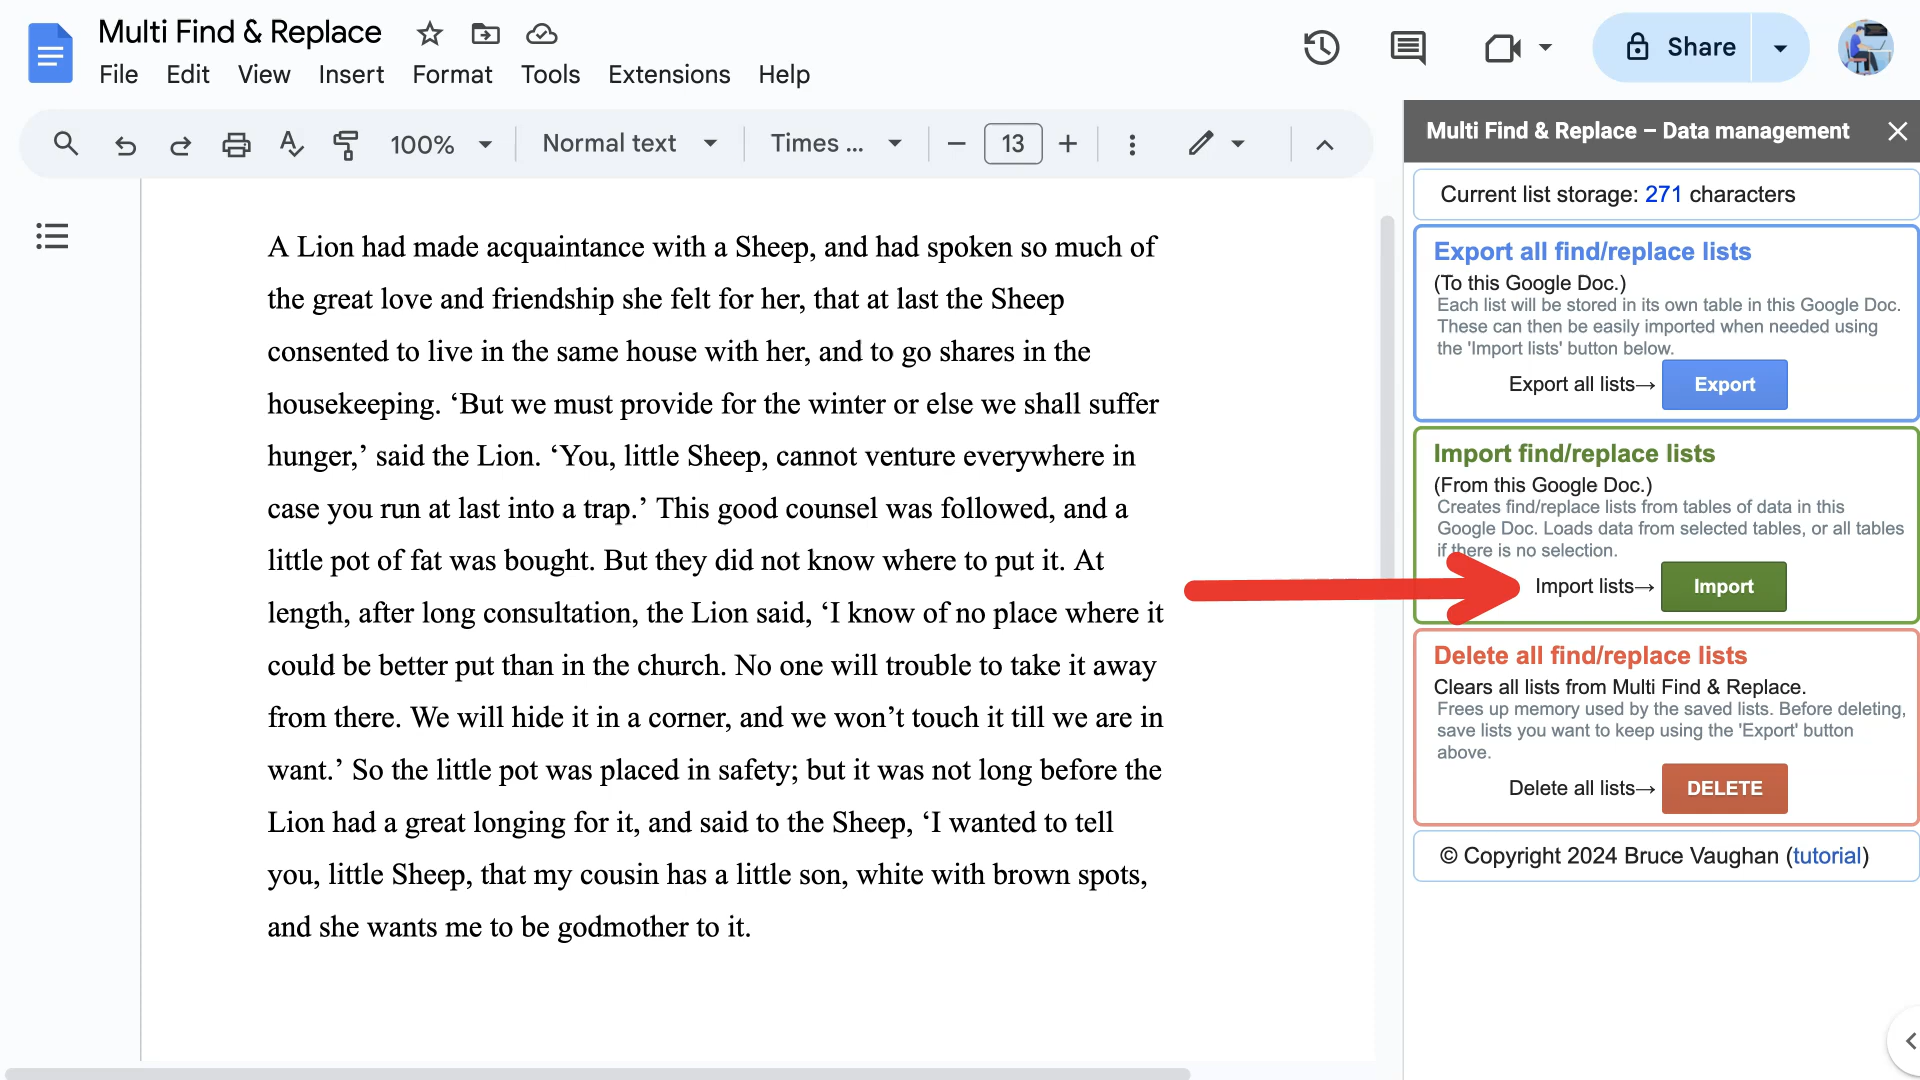 Multi Find & Replace
File Edit View Insert Format Tools Extensions Help
Share
100% Normal text Times ... 13
A Lion had made acquaintance with a Sheep, and had spoken so much of
the great love and friendship she felt for her, that at last the Sheep
consented to live in the same house with her, and to go shares in the
housekeeping. ‘But we must provide for the winter or else we shall suffer
hunger,’ said the Lion. ‘You, little Sheep, cannot venture everywhere in
case you run at last into a trap.’ This good counsel was followed, and a
little pot of fat was bought. But they did not know where to put it. At
length, after long consultation, the Lion said, ‘I know of no place where it
could be better put than in the church. No one will trouble to take it away
from there. We will hide it in a corner, and we won’t touch it till we are in
want.’ So the little pot was placed in safety; but it was not long before the
Lion had a great longing for it, and said to the Sheep, ‘I wanted to tell
you, little Sheep, that my cousin has a little son, white with brown spots,
and she wants me to be godmother to it.
Multi Find & Replace – Data management
Current list storage: 271 characters
Export all find/replace lists
(To this Google Doc.)
Each list will be stored in its own table in this Google Doc.
These can then be easily imported when needed using
the 'Import lists' button below.
Export all lists→ Export
Import find/replace lists
(From this Google Doc.)
Creates find/replace lists from tables of data in this
Google Doc. Loads data from selected tables, or all tables
if there is no selection.
Import lists→ Import
Delete all find/replace lists
Clears all lists from Multi Find & Replace.
Frees up memory used by the saved lists. Before deleting,
save lists you want to keep using the 'Export' button
above.
Delete all lists→ DELETE
© Copyright 2024 Bruce Vaughan (tutorial)